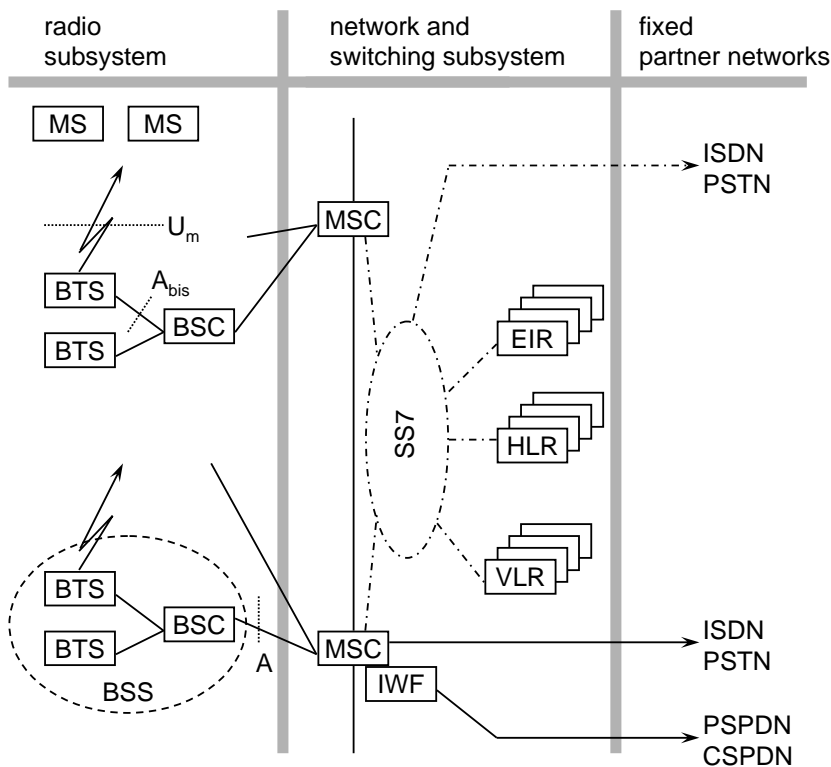 radio
subsystem
network and
switching subsystem
fixed
partner networks
MS
MS
ISDN
PSTN
MSC
Um
Abis
BTS
BSC
BTS
EIR
SS7
HLR
VLR
BTS
BSC
BTS
BSS
A
MSC
IWF
ISDN
PSTN
PSPDN
CSPDN